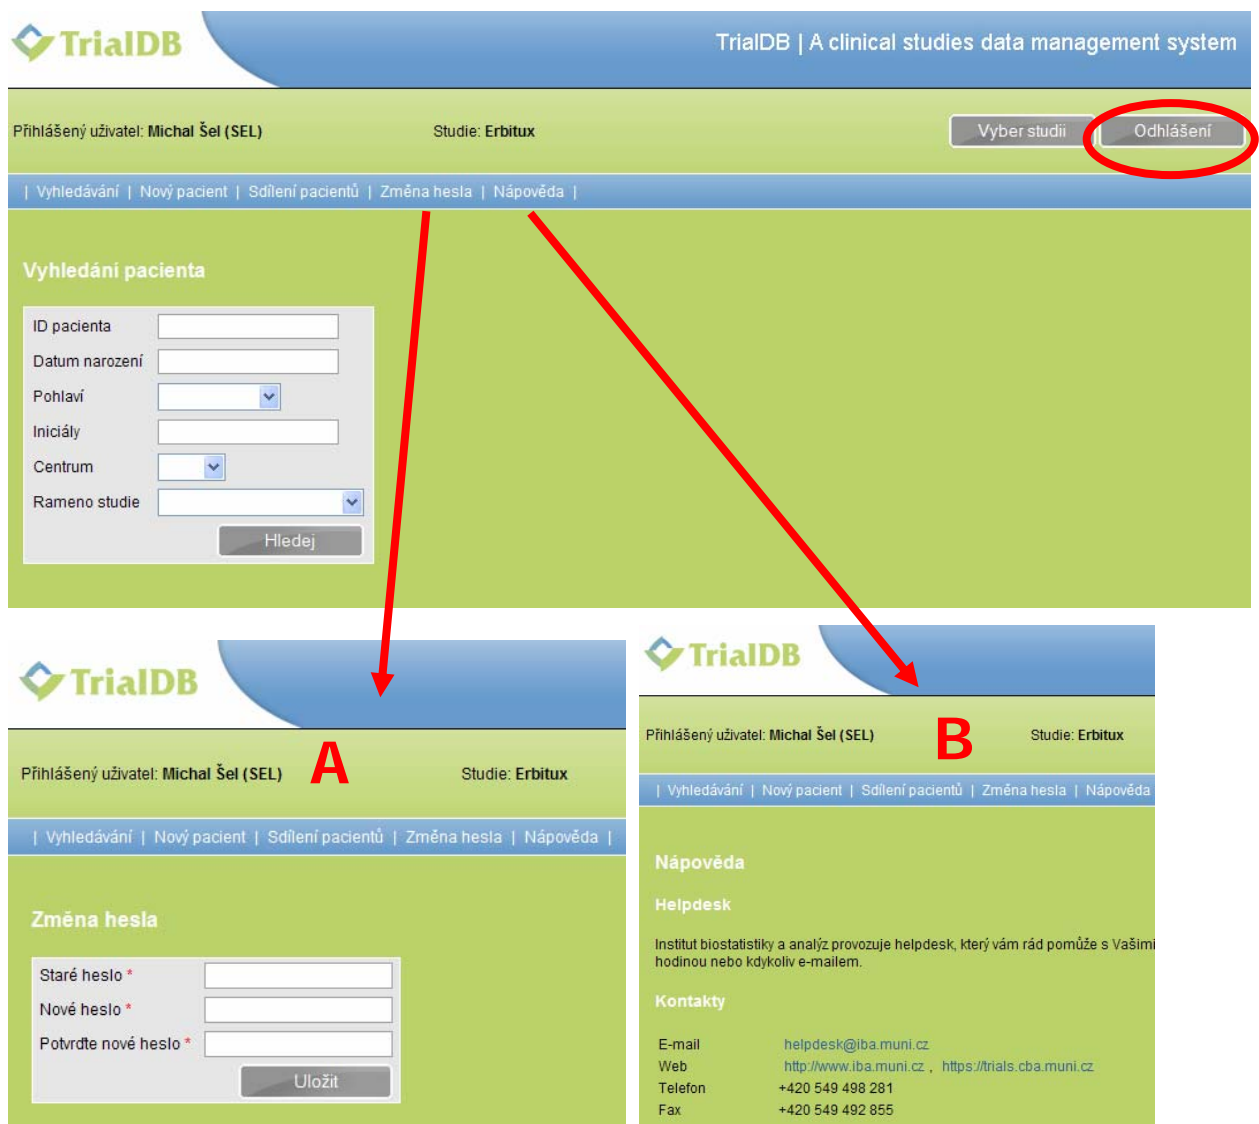 TrialDB
TrialDB | A clinical studies data management system
Přihlášený uživatel: Michal Šel (SEL)
Studie: Erbitux
Vyber studii
Odhlášení
| Vyhledávání | Nový pacient | Sdílení pacientů | Změna hesla | Nápověda |
Vyhledání pacienta
ID pacienta
Datum narození
Pohlaví
Iniciály
Centrum
Rameno studie
Hledej
TrialDB
A
Přihlášený uživatel: Michal Šel (SEL)
Studie: Erbitux
| Vyhledávání | Nový pacient | Sdílení pacientů | Změna hesla | Nápověda |
Změna hesla
Staré heslo *
Nové heslo *
Potvrďte nové heslo *
Uložit
TrialDB
B
Přihlášený uživatel: Michal Šel (SEL)
Studie: Erbitux
| Vyhledávání | Nový pacient | Sdílení pacientů | Změna hesla | Nápověda
Nápověda
Helpdesk
Institut biostatistiky a analýz provozuje helpdesk, který vám rád pomůže s Vašimi
hodinou nebo kdykoliv e-mailem.
Kontakty
E-mail helpdesk@iba.muni.cz
Web http://www.iba.muni.cz , https://trials.cba.muni.cz
Telefon +420 549 498 281
Fax +420 549 492 855